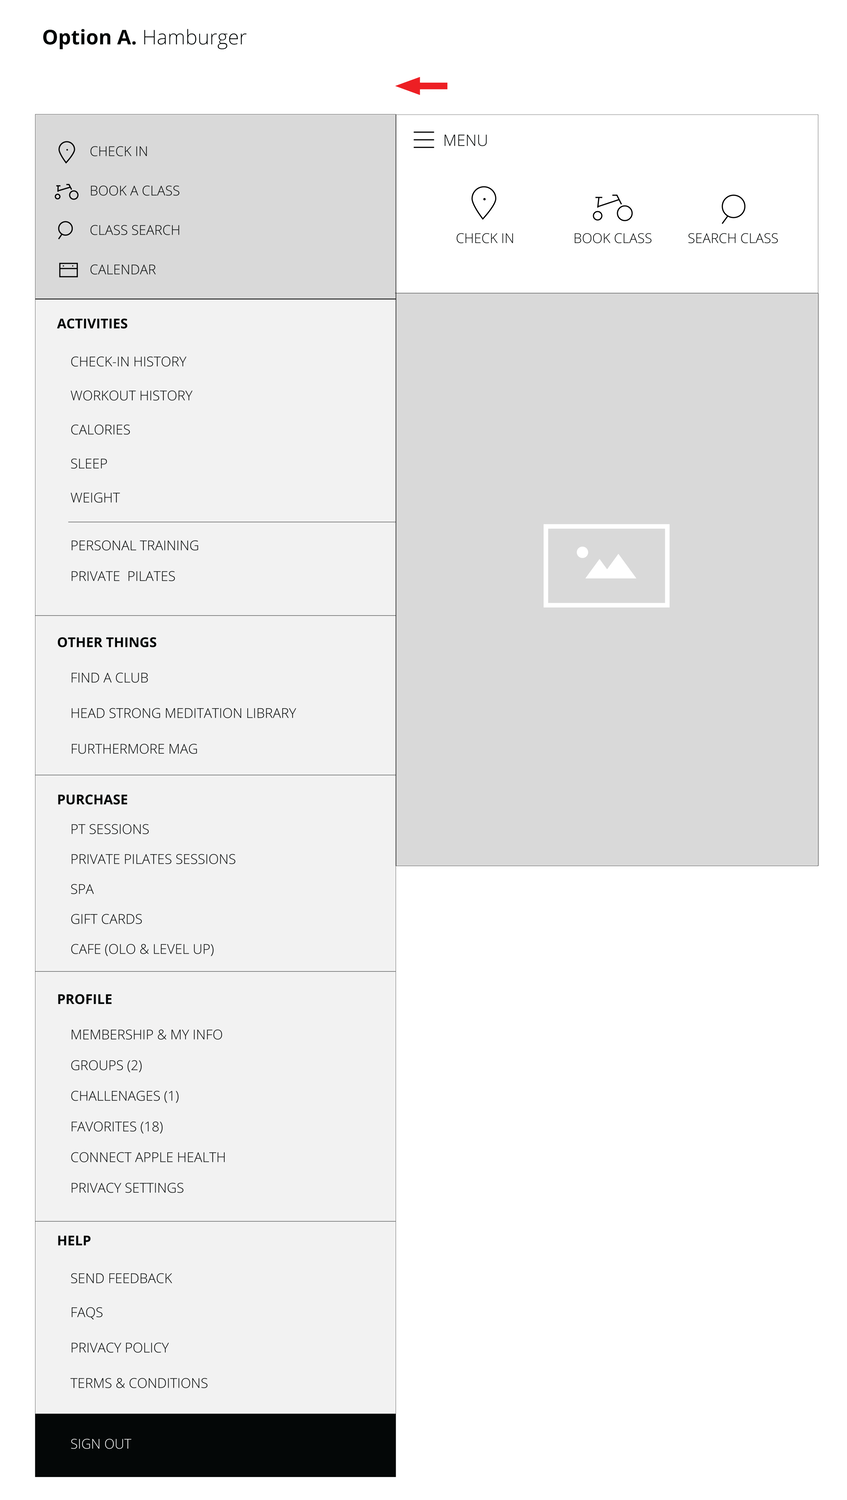 Option A. Hamburger
CHECK IN
BOOK A CLASS
CLASS SEARCH
CALENDAR
ACTIVITIES
CHECK-IN HISTORY
WORKOUT HISTORY
CALORIES
SLEEP
WEIGHT
PERSONAL TRAINING
PRIVATE PILATES
OTHER THINGS
FIND A CLUB
HEAD STRONG MEDITATION LIBRARY
FURTHERMORE MAG
PURCHASE
PT SESSIONS
PRIVATE PILATES SESSIONS
SPA
GIFT CARDS
CAFE (OLO & LEVEL UP)
PROFILE
MEMBERSHIP & MY INFO
GROUPS (2)
CHALLENAGES (1)
FAVORITES (18)
CONNECT APPLE HEALTH
PRIVACY SETTINGS
HELP
SEND FEEDBACK
FAQS
PRIVACY POLICY
TERMS & CONDITIONS
SIGN OUT
MENU
CHECK IN
BOOK CLASS
SEARCH CLASS